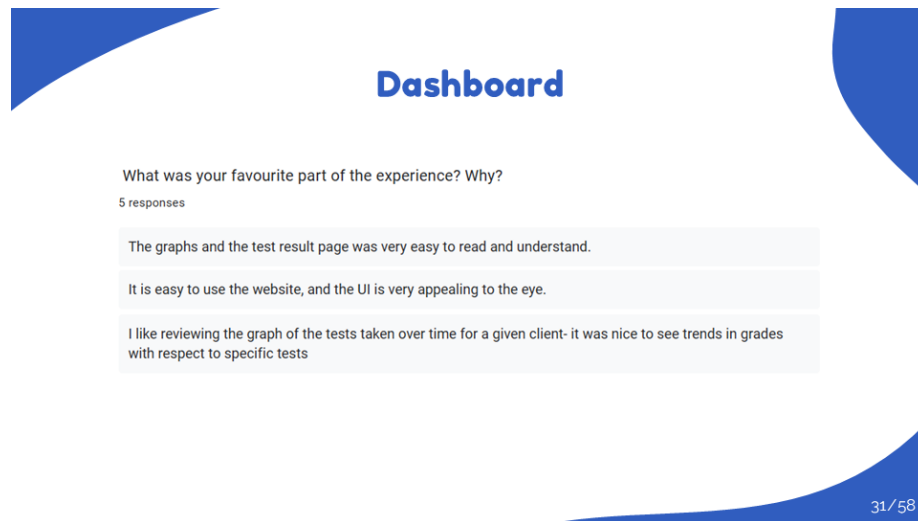 Dashboard
What was your favourite part of the experience? Why?
5 responses
The graphs and the test result page was very easy to read and understand.
It is easy to use the website, and the UI is very appealing to the eye.
I like reviewing the graph of the tests taken over time for a given client- it was nice to see trends in grades
with respect to specific tests
31/58